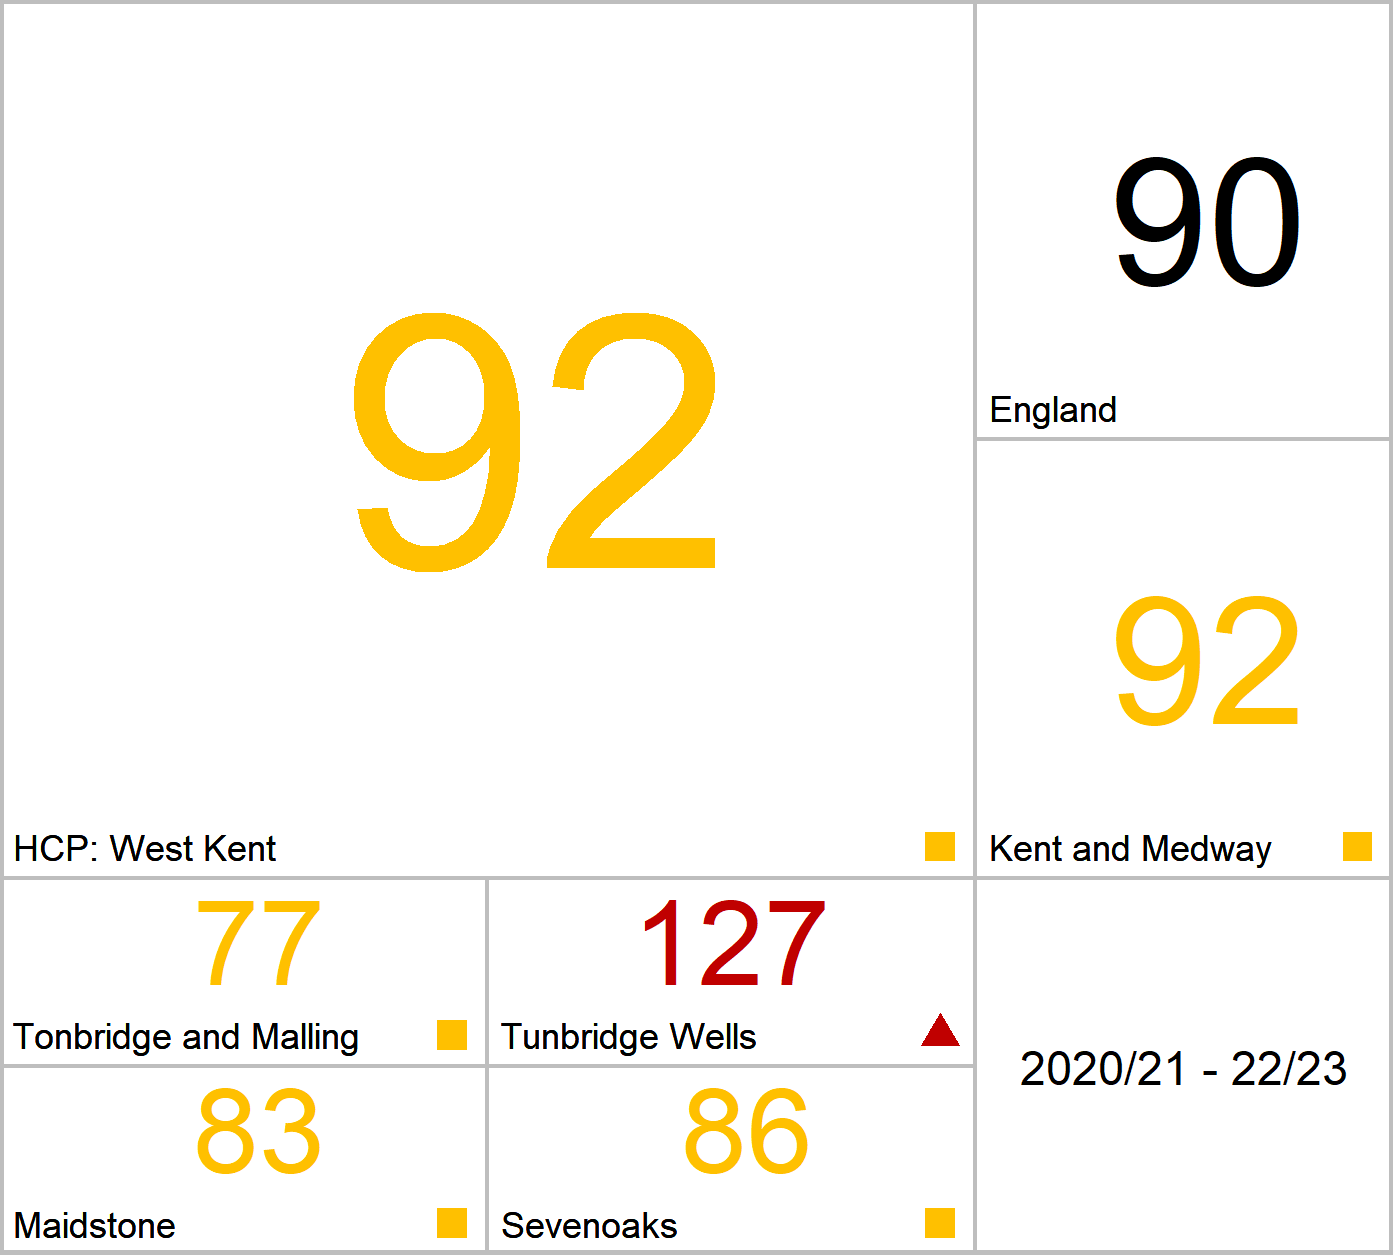 92
HCP: West Kent
90
England
92
Kent and Medway
77
Tonbridge and Malling
127
Tunbridge Wells
83
Maidstone
86
Sevenoaks
2020/21 - 22/23